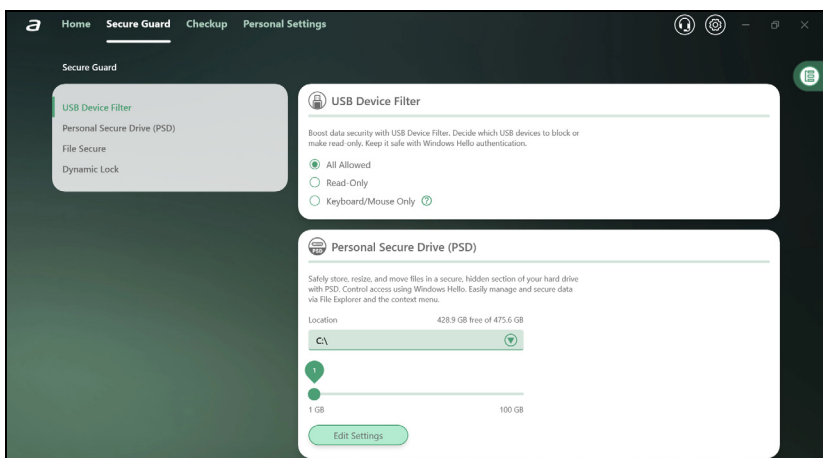 a Home Secure Guard Checkup Personal Settings
Secure Guard
USB Device Filter
Personal Secure Drive (PSD)
File Secure
Dynamic Lock
USB Device Filter
Boost data security with USB Device Filter. Decide which USB devices to block or
make read-only. Keep it safe with Windows Hello authentication.
All Allowed
Read-Only
Keyboard/Mouse Only ?
PSD Personal Secure Drive (PSD)
Safely store, resize, and move files in a secure, hidden section of your hard drive
with PSD. Control access using Windows Hello. Easily manage and secure data
via File Explorer and the context menu.
Location 428.9 GB free of 475.6 GB
C:\
1
1 GB 100 GB
Edit Settings